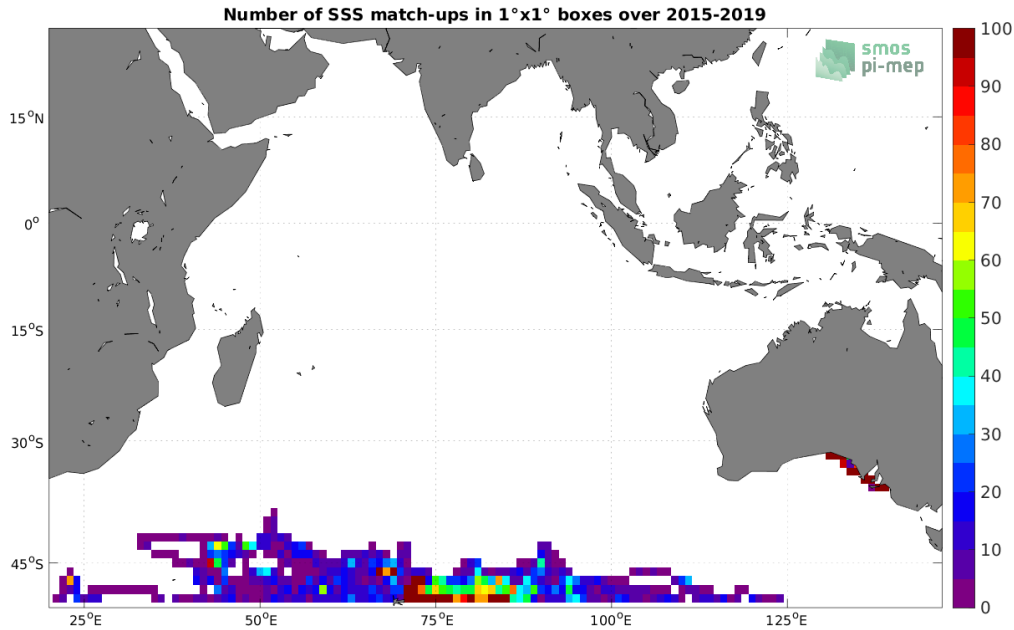 Number of SSS match-ups in 1°x1° boxes over 2015-2019
smos
pi-mep
100
90
80
70
60
50
40
30
20
10
0
15°N
0°
15°S
30°S
45°S
25°E
50°E
75°E
100°E
125°E